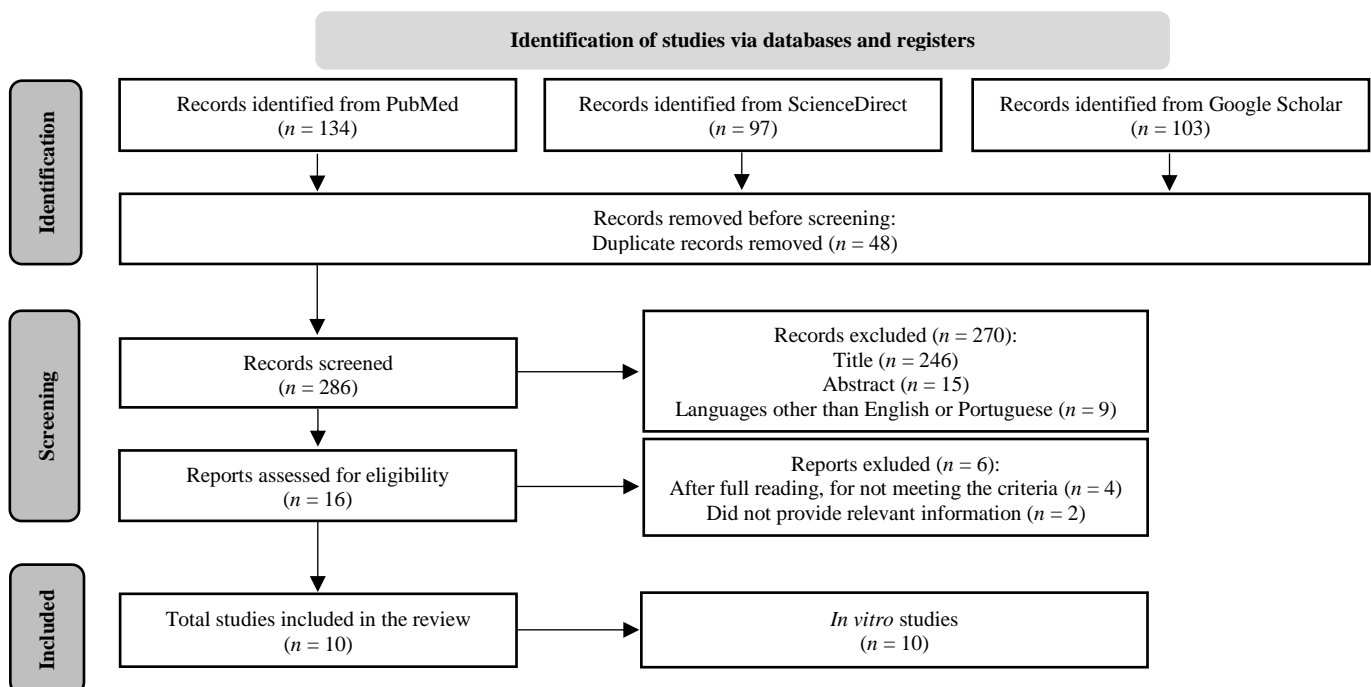 Identification of studies via databases and registers
Identification
Records identified from PubMed
(n = 134)
Records identified from ScienceDirect
(n = 97)
Records identified from Google Scholar
(n = 103)
Records removed before screening:
Duplicate records removed (n = 48)
Screening
Records screened
(n = 286)
Records excluded (n = 270):
Title (n = 246)
Abstract (n = 15)
Languages other than English or Portuguese (n = 9)
Reports assessed for eligibility
(n = 16)
Reports exluded (n = 6):
After full reading, for not meeting the criteria (n = 4)
Did not provide relevant information (n = 2)
Included
Total studies included in the review
(n = 10)
In vitro studies
(n = 10)